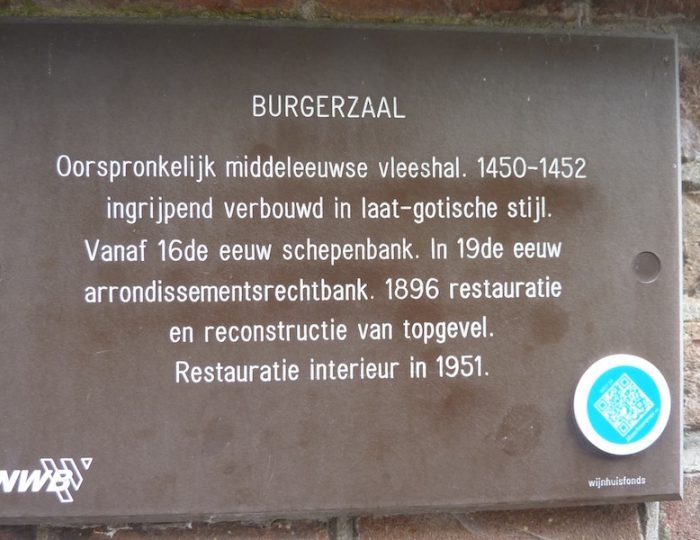 BURGERZAAL
Oorspronkelijk middeleeuwse vleeshal. 1450-1452
ingrijpend verbouwd in laat-gotische stijl.
Vanaf 16de eeuw schepenbank. In 19de eeuw
arrondissementsrechtbank. 1896 restauratie
en reconstructie van topgevel.
Restauratie interieur in 1951.
NWB
wijnhuisfonds